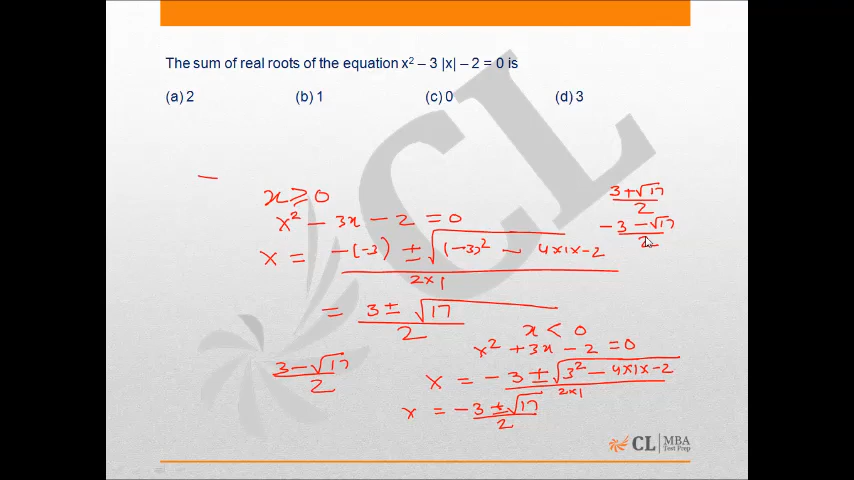 The sum of real roots of the equation x² – 3 |x| – 2 = 0 is
(a) 2 (b) 1 (c) 0 (d) 3
x ≥ 0
x² – 3x – 2 = 0
x = –(–3) ± √(–3)² – 4×1×–2 / 2×1
= 3 ± √17 / 2
3 – √17 / 2
3 + √17 / 2
–3 – √17 / 2
x < 0
x² + 3x – 2 = 0
x = –3 ± √3² – 4×1×–2 / 2×1
x = –3 ± √17 / 2
CL MBA
Test Prep
CL